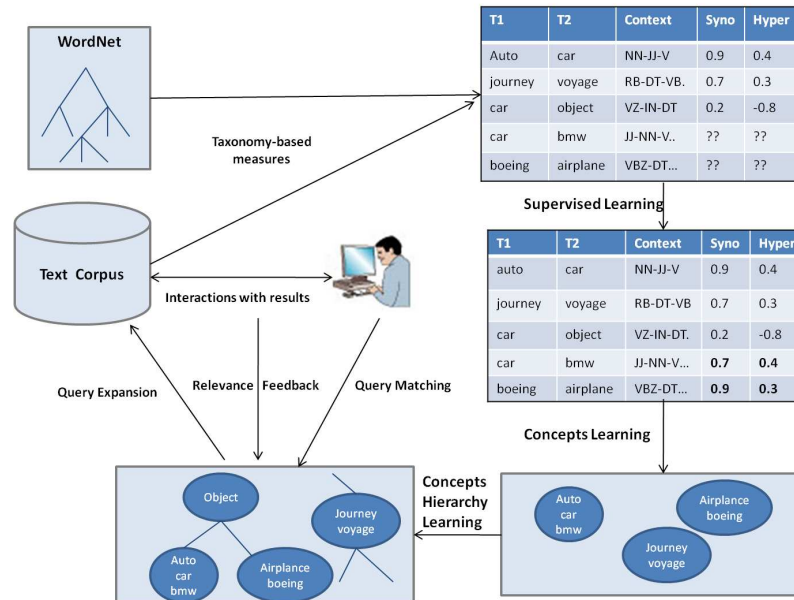 WordNet
T1 T2 Context Syno Hyper
Auto car NN-JJ-V 0.9 0.4
journey voyage RB-DT-VB. 0.7 0.3
car object VZ-IN-DT 0.2 -0.8
car bmw JJ-NN-V.. ?? ??
boeing airplane VBZ-DT... ?? ??
Taxonomy-based
measures
Supervised Learning
Text Corpus
Interactions with results
T1 T2 Context Syno Hyper
auto car NN-JJ-V 0.9 0.4
journey voyage RB-DT-VB 0.7 0.3
car object VZ-IN-DT. 0.2 -0.8
car bmw JJ-NN-V... 0.7 0.4
boeing airplane VBZ-DT... 0.9 0.3
Query Expansion
Relevance Feedback
Query Matching
Concepts Learning
Object
Journey
voyage
Auto
car
bmw
Airplance
boeing
Concepts
Hierarchy
Learning
Auto
car
bmw
Airplance
boeing
Journey
voyage